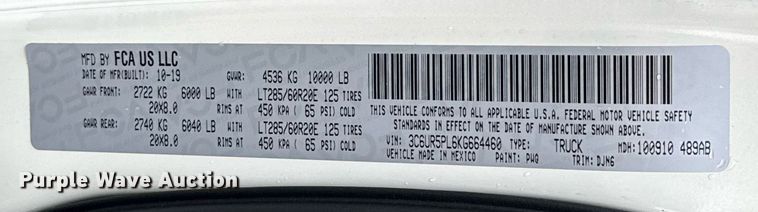 MFD BY FCA US LLC
DATE OF MFR(BUILT): 10-19 GVWR: 4536 KG 10000 LB
GAWR FRONT: 2722 KG 6000 LB WITH LT285/60R20E 125 TIRES
20X8.0 RIMS AT 450 KPA ( 65 PSI) COLD
GAWR REAR: 2740 KG 6040 LB WITH LT285/60R20E 125 TIRES
20X8.0 RIMS AT 450 KPA ( 65 PSI) COLD
THIS VEHICLE CONFORMS TO ALL APPLICABLE U.S.A. FEDERAL MOTOR VEHICLE SAFETY
STANDARDS IN EFFECT ON THE DATE OF MANUFACTURE SHOWN ABOVE.
VIN: 3C6UR5PL6KG664460 TYPE: TRUCK MDH: 100910 489AB
VEHICLE MADE IN MEXICO PAINT: PW7 TRIM: DJN6
Purple Wave Auction